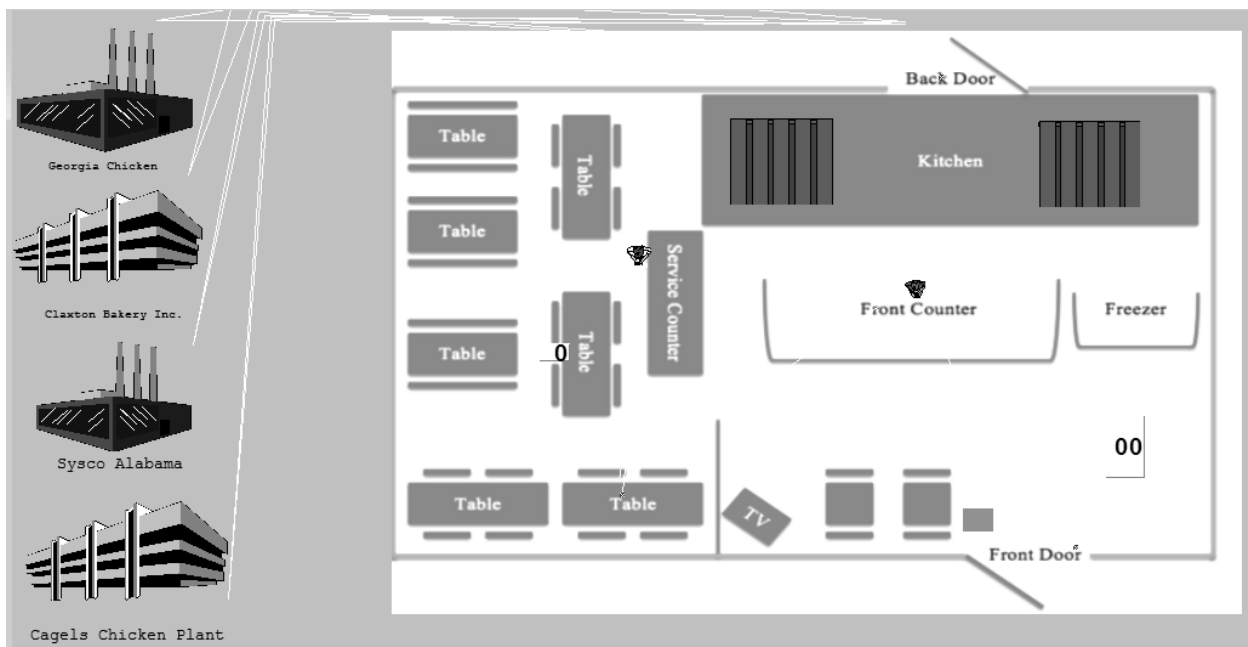 Georgia Chicken
Claxton Bakery Inc.
Sysco Alabama
Cagels Chicken Plant
Back Door
Kitchen
Table
Table
Table
Table
Table
Service Counter
Front Counter
Freezer
0
00
Table
Table
TV
Front Door